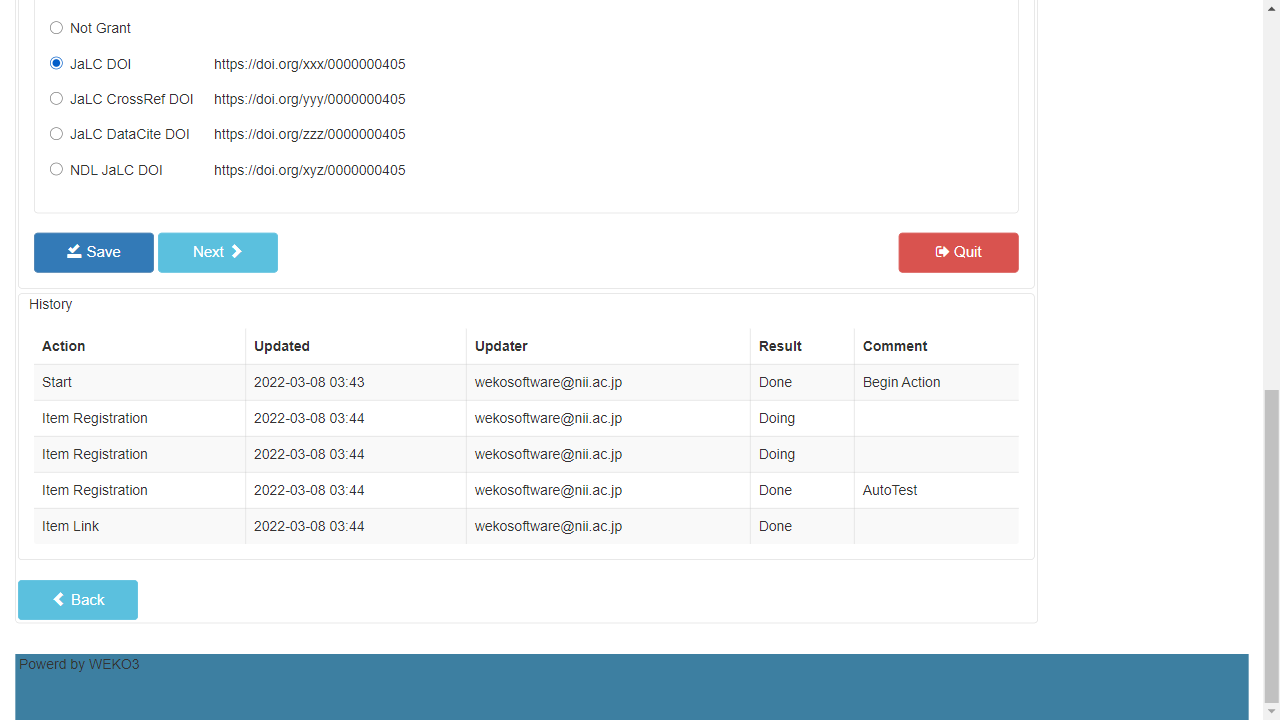 Not Grant
JaLC DOI https://doi.org/xxx/0000000405
JaLC CrossRef DOI https://doi.org/yyy/0000000405
JaLC DataCite DOI https://doi.org/zzz/0000000405
NDL JaLC DOI https://doi.org/xyz/0000000405
Save Next Quit
History
Action Updated Updater Result Comment
Start 2022-03-08 03:43 wekosoftware@nii.ac.jp Done Begin Action
Item Registration 2022-03-08 03:44 wekosoftware@nii.ac.jp Doing
Item Registration 2022-03-08 03:44 wekosoftware@nii.ac.jp Doing
Item Registration 2022-03-08 03:44 wekosoftware@nii.ac.jp Done AutoTest
Item Link 2022-03-08 03:44 wekosoftware@nii.ac.jp Done
Back
Powerd by WEKO3